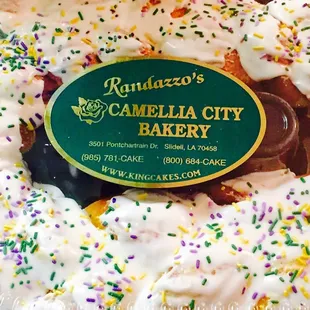 Randazzo's
CAMELLIA CITY
BAKERY
3501 Pontchartrain Dr.  Slidell, LA 70458
(985) 781-CAKE · (800) 684-CAKE
WWW.KINGCAKES.COM